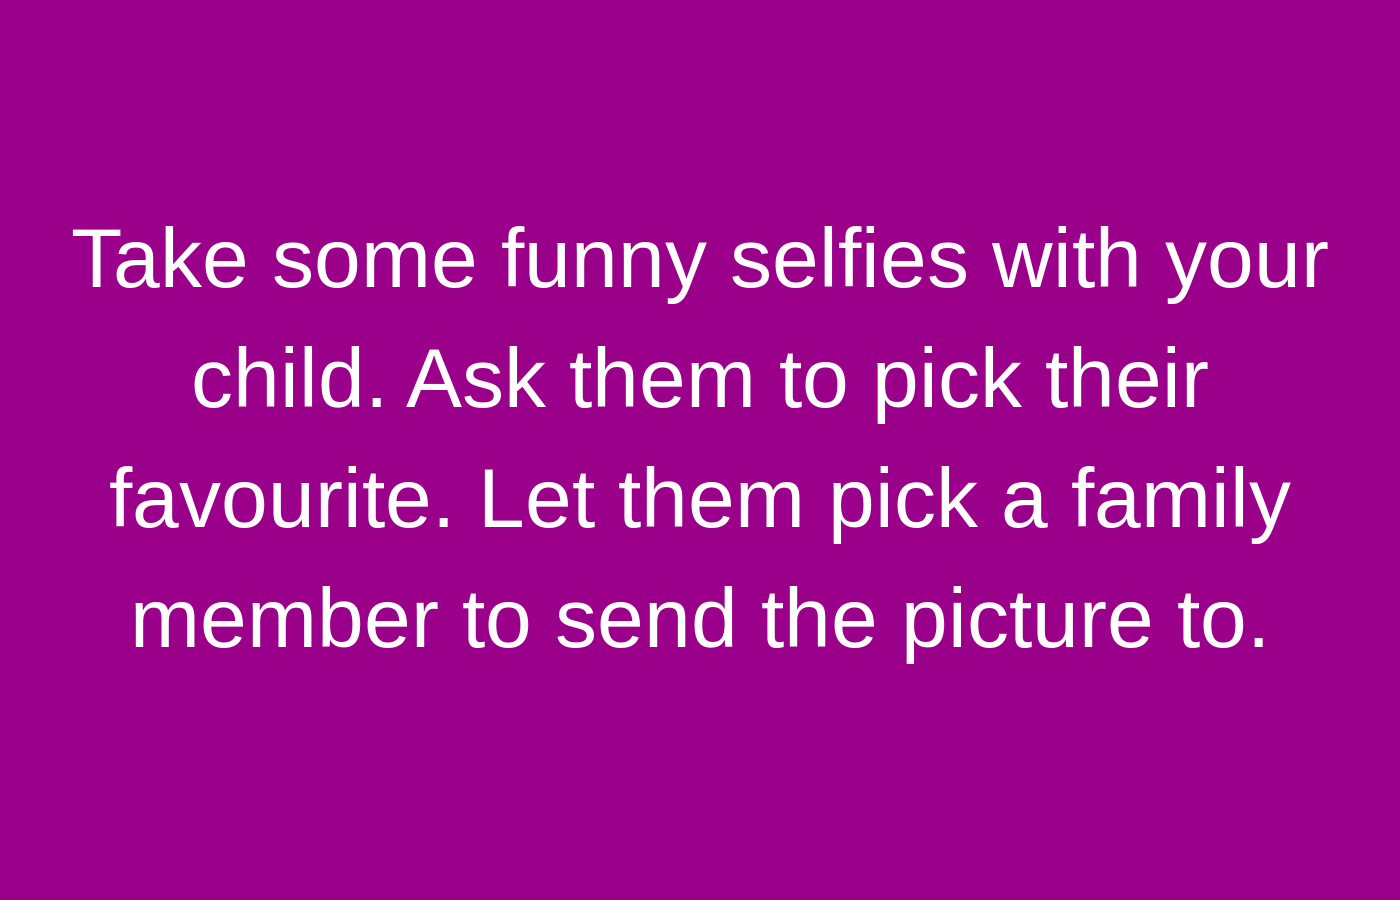 Take some funny selfies with your
child. Ask them to pick their
favourite. Let them pick a family
member to send the picture to.